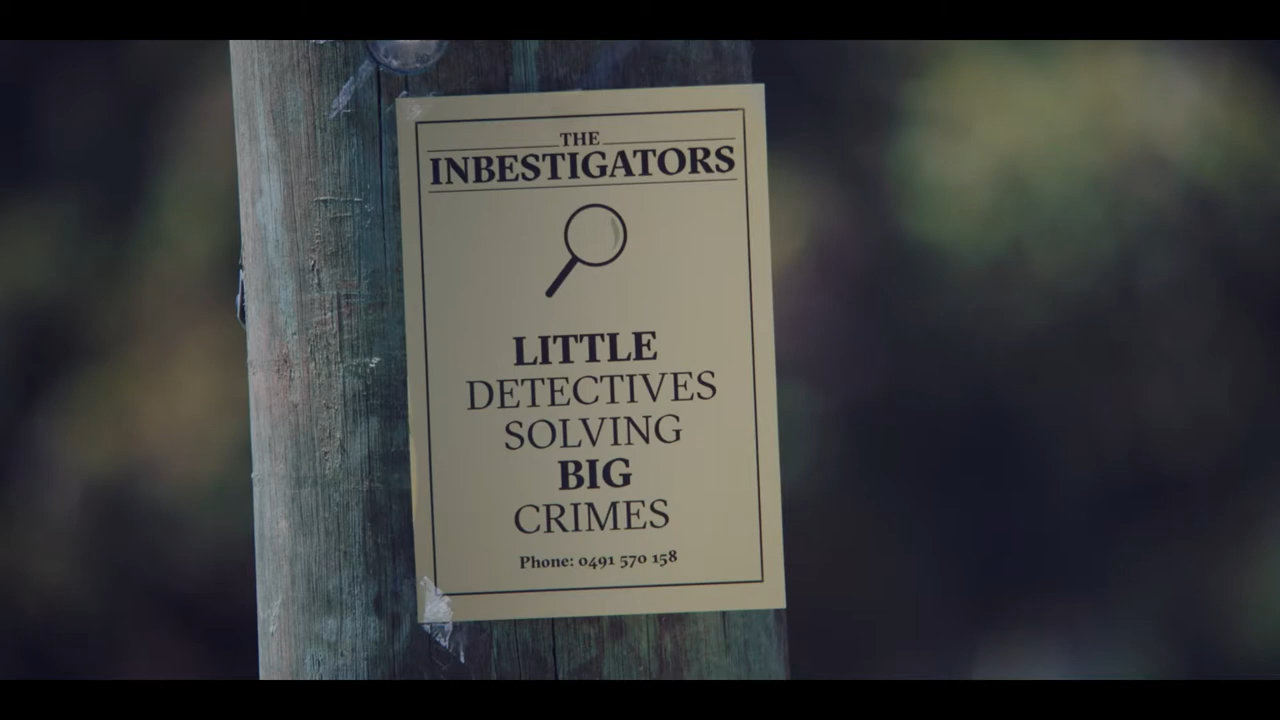 THE
INBESTIGATORS
LITTLE
DETECTIVES
SOLVING
BIG
CRIMES
Phone: 0491 570 158